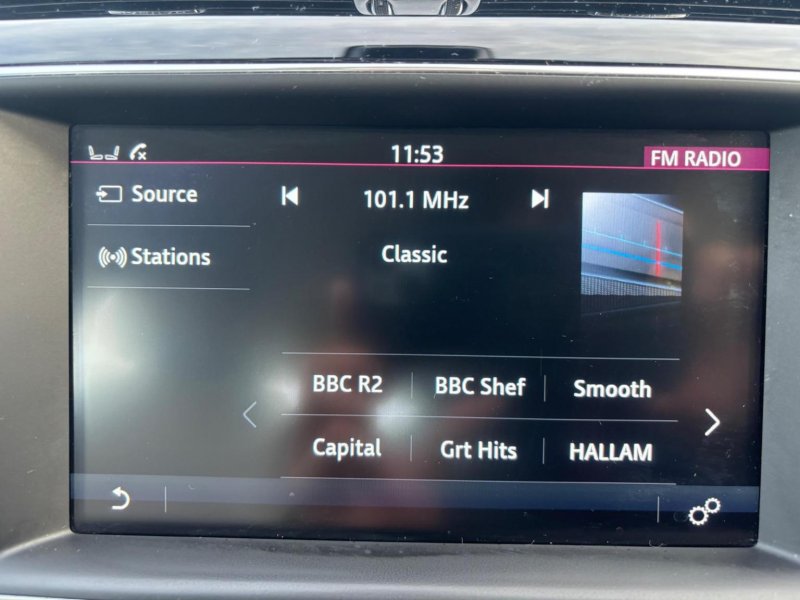 11:53 FM RADIO
Source 101.1 MHz
Stations Classic
BBC R2 BBC Shef Smooth
Capital Grt Hits HALLAM